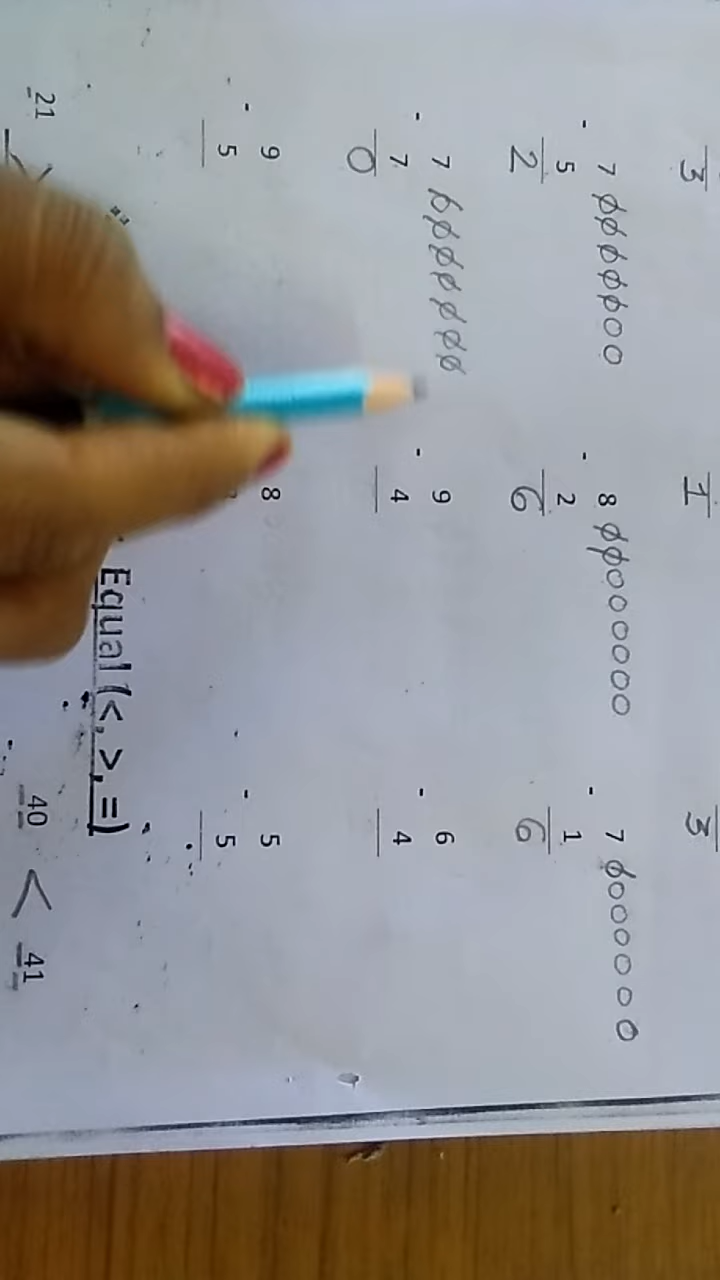 3 1 3
7 8 7
- 5 - 2 - 1
2 6 6
7 9 6
- 7 - 4 - 4
0
9 8 5
- 5 - 5
Equal (<, >, =)
21 40 < 41